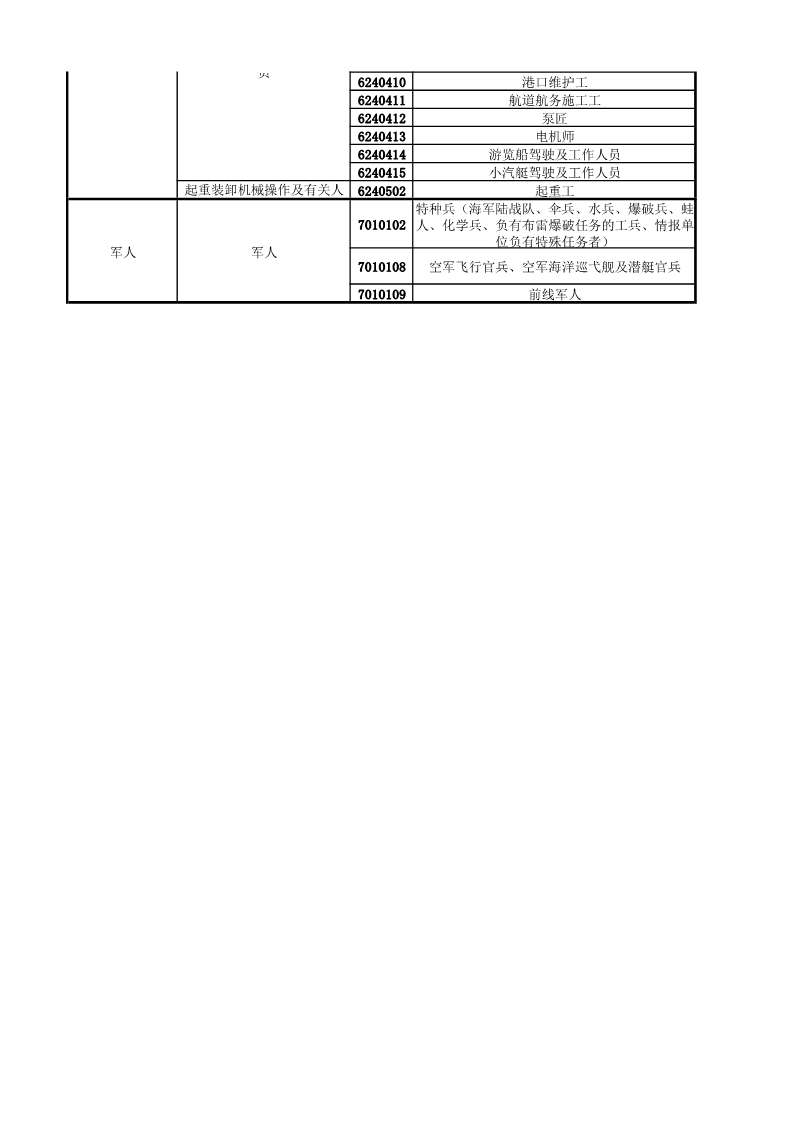 6240410 港口维护工
6240411 航道航务施工工
6240412 泵匠
6240413 电机师
6240414 游览船驾驶及工作人员
6240415 小汽艇驾驶及工作人员
起重装卸机械操作及有关人 6240502 起重工
军人 军人
7010102 特种兵（海军陆战队、伞兵、水兵、爆破兵、蛙
人、化学兵、负有布雷爆破任务的工兵、情报单
位负有特殊任务者）
7010108 空军飞行官兵、空军海洋巡弋舰及潜艇官兵
7010109 前线军人